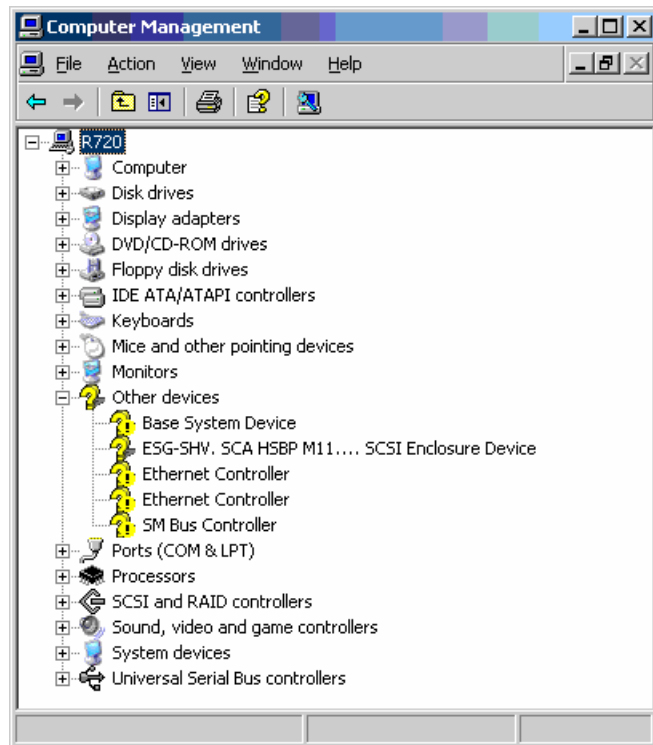 Computer Management
File Action View Window Help
R720
Computer
Disk drives
Display adapters
DVD/CD-ROM drives
Floppy disk drives
IDE ATA/ATAPI controllers
Keyboards
Mice and other pointing devices
Monitors
Other devices
Base System Device
ESG-SHV. SCA HSBP M11.... SCSI Enclosure Device
Ethernet Controller
Ethernet Controller
SM Bus Controller
Ports (COM & LPT)
Processors
SCSI and RAID controllers
Sound, video and game controllers
System devices
Universal Serial Bus controllers